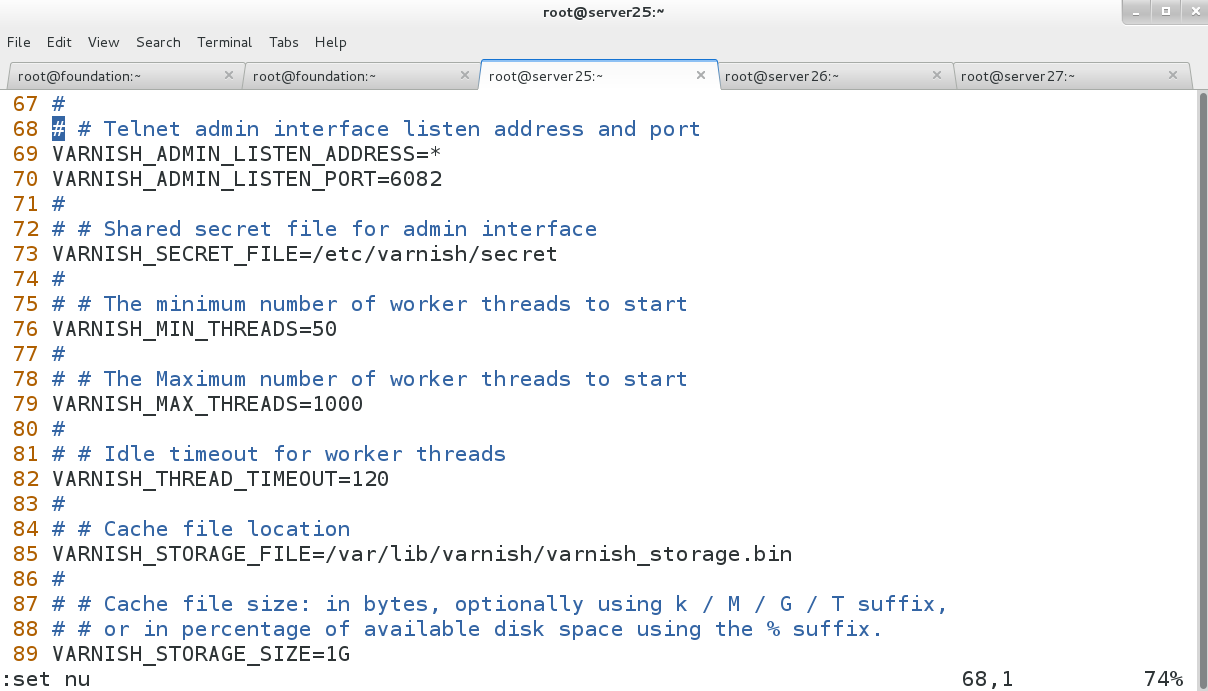 root@server25:~
File Edit View Search Terminal Tabs Help
root@foundation:~ root@foundation:~ root@server25:~ root@server26:~ root@server27:~
67 #
68 # # Telnet admin interface listen address and port
69 VARNISH_ADMIN_LISTEN_ADDRESS=*
70 VARNISH_ADMIN_LISTEN_PORT=6082
71 #
72 # # Shared secret file for admin interface
73 VARNISH_SECRET_FILE=/etc/varnish/secret
74 #
75 # # The minimum number of worker threads to start
76 VARNISH_MIN_THREADS=50
77 #
78 # # The Maximum number of worker threads to start
79 VARNISH_MAX_THREADS=1000
80 #
81 # # Idle timeout for worker threads
82 VARNISH_THREAD_TIMEOUT=120
83 #
84 # # Cache file location
85 VARNISH_STORAGE_FILE=/var/lib/varnish/varnish_storage.bin
86 #
87 # # Cache file size: in bytes, optionally using k / M / G / T suffix,
88 # # or in percentage of available disk space using the % suffix.
89 VARNISH_STORAGE_SIZE=1G
:set nu 68,1 74%